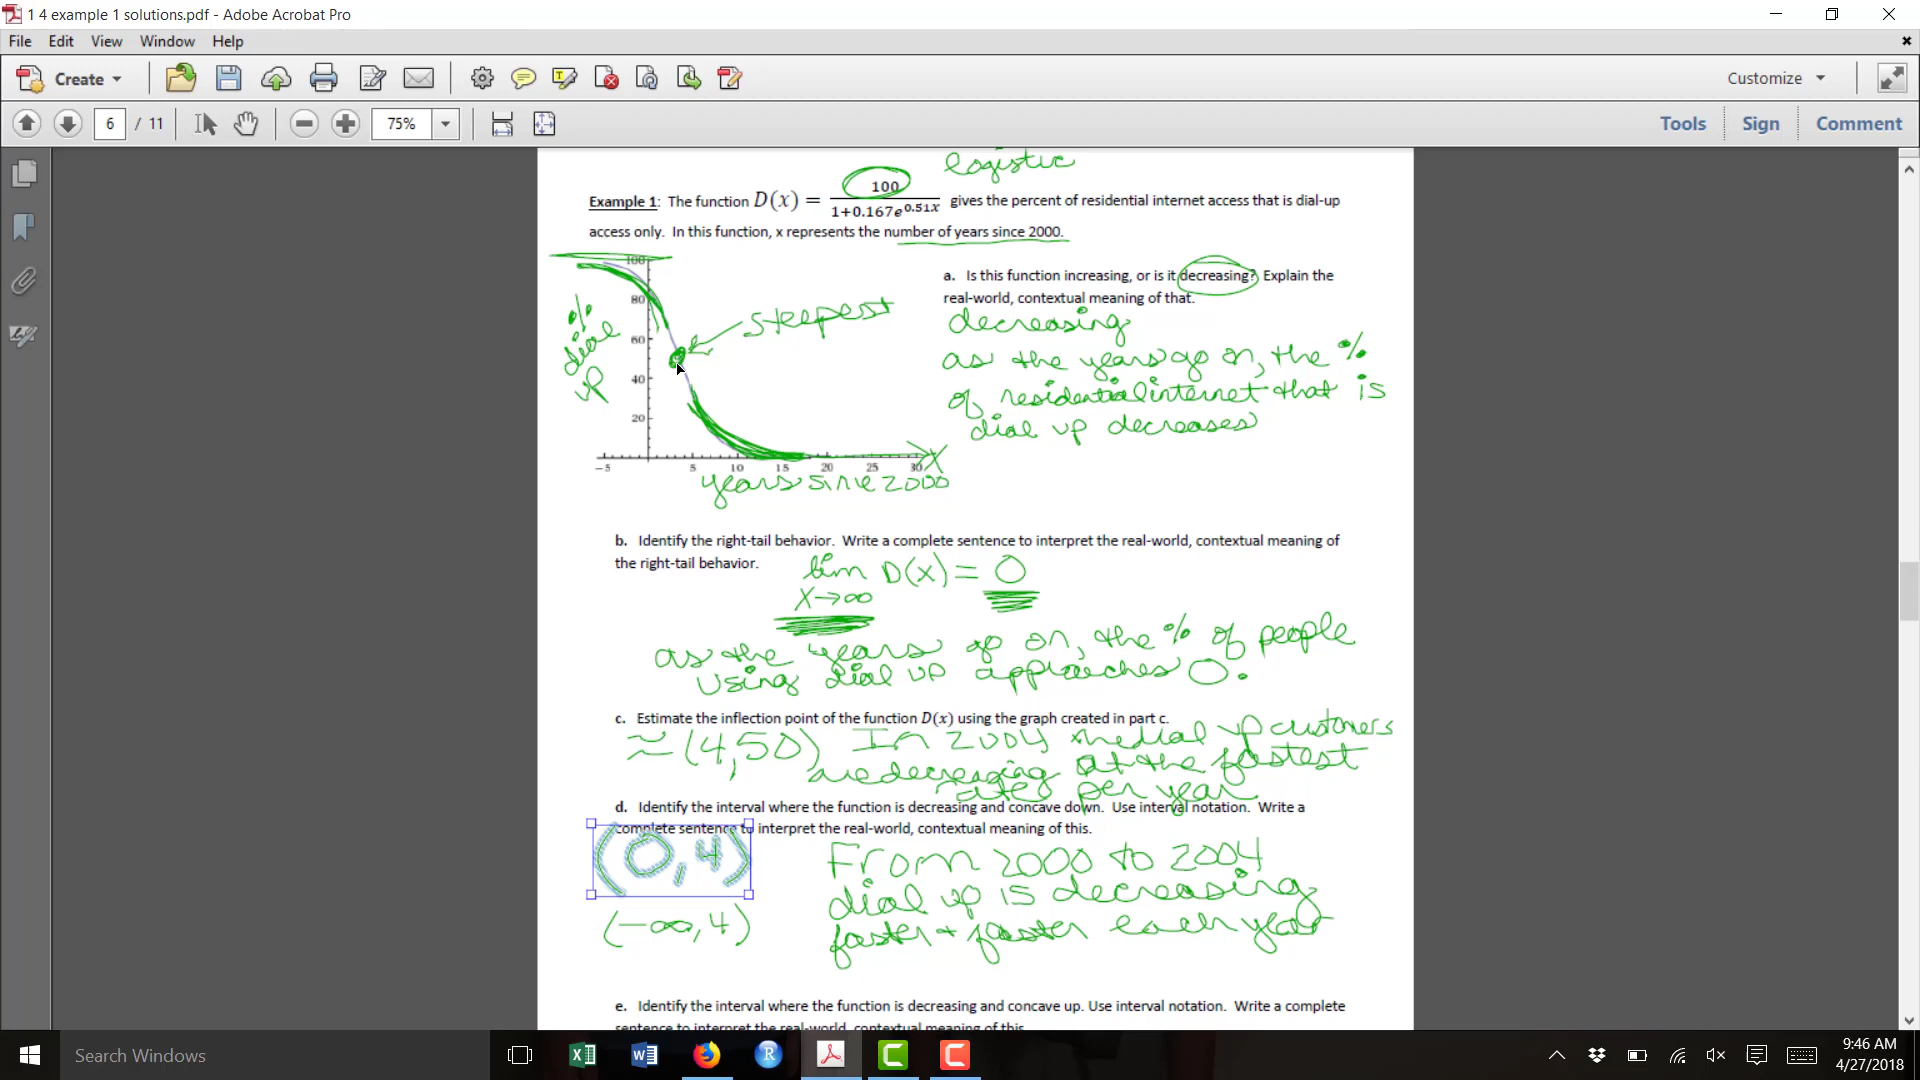 1 4 example 1 solutions.pdf - Adobe Acrobat Pro
File Edit View Window Help
Create Customize
6 / 11 75% Tools Sign Comment
logistic
Example 1: The function D(x) = 100 / 1+0.167e^0.51x gives the percent of residential internet access that is dial-up
access only. In this function, x represents the number of years since 2000.
100
80
60
40
20
-5 5 10 15 20 25 30 X
% dial up
steepest
years since 2000
a. Is this function increasing, or is it decreasing? Explain the
real-world, contextual meaning of that.
decreasing
as the years go on, the %
of residential internet that is
dial up decreases
b. Identify the right-tail behavior. Write a complete sentence to interpret the real-world, contextual meaning of
the right-tail behavior.
lim D(x) = 0
X→∞
as the years go on, the % of people
using dial up approaches 0.
c. Estimate the inflection point of the function D(x) using the graph created in part c.
≈ (4,50) In 2004 the dial up customers
are decreasing at the fastest
rates per year
d. Identify the interval where the function is decreasing and concave down. Use interval notation. Write a
complete sentence to interpret the real-world, contextual meaning of this.
(0,4)
(-∞,4)
From 2000 to 2004
dial up is decreasing
faster + faster each year
e. Identify the interval where the function is decreasing and concave up. Use interval notation. Write a complete
sentence to interpret the real-world, contextual meaning of this.
Search Windows
9:46 AM
4/27/2018